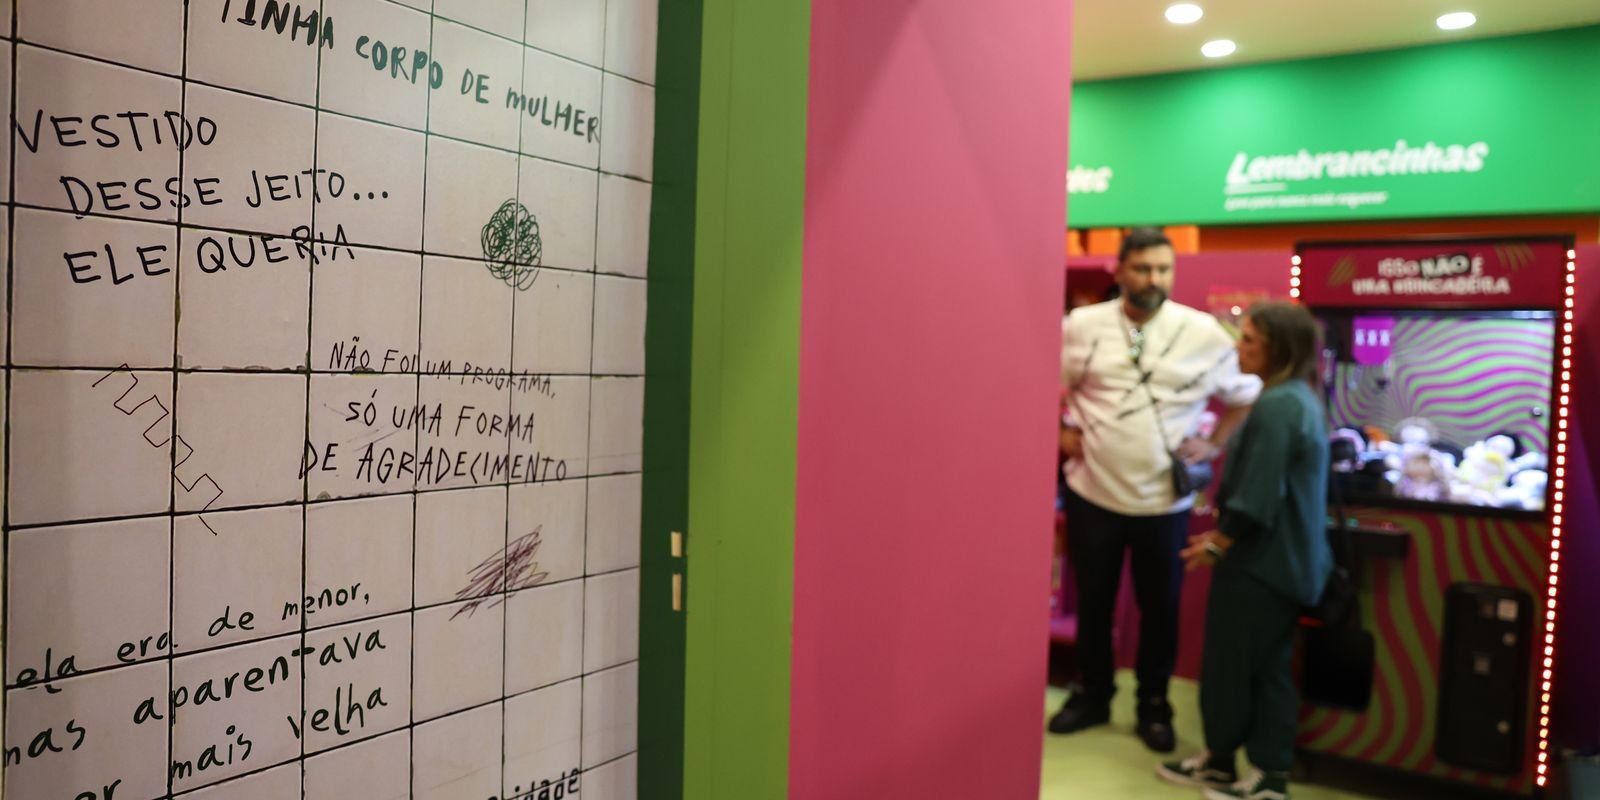 TINHA CORPO DE MULHER
VESTIDO
DESSE JEITO...
ELE QUERIA
NÃO FOI UM PROGRAMA,
SÓ UMA FORMA
DE AGRADECIMENTO
ela era de menor,
mas aparentava
mais velha
Lembrancinhas
ISSO NÃO É
UMA BRINCADEIRA